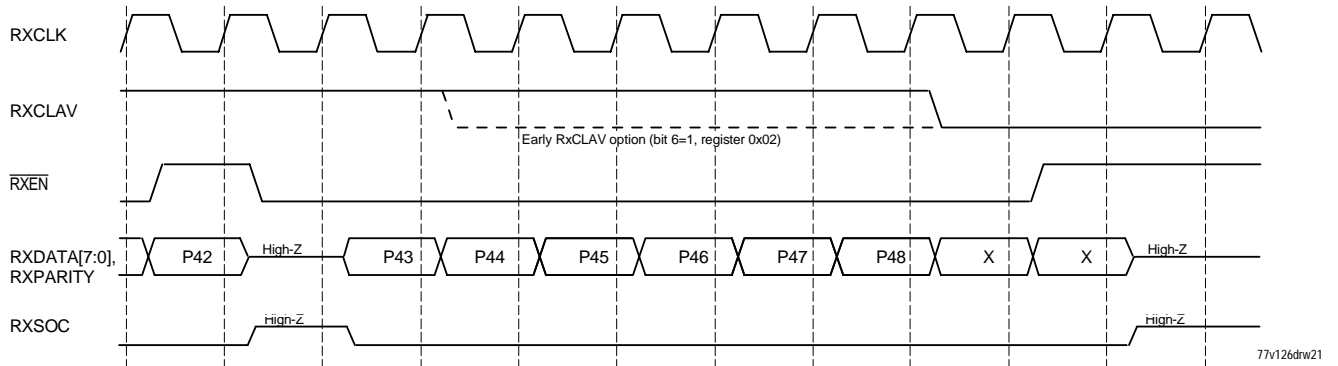 RXCLK
RXCLAV
Early RxCLAV option (bit 6=1, register 0x02)
RXEN
RXDATA[7:0],
RXPARITY
P42
High-Z
P43
P44
P45
P46
P47
P48
X
X
High-Z
RXSOC
High-Z
High-Z
77v126drw21